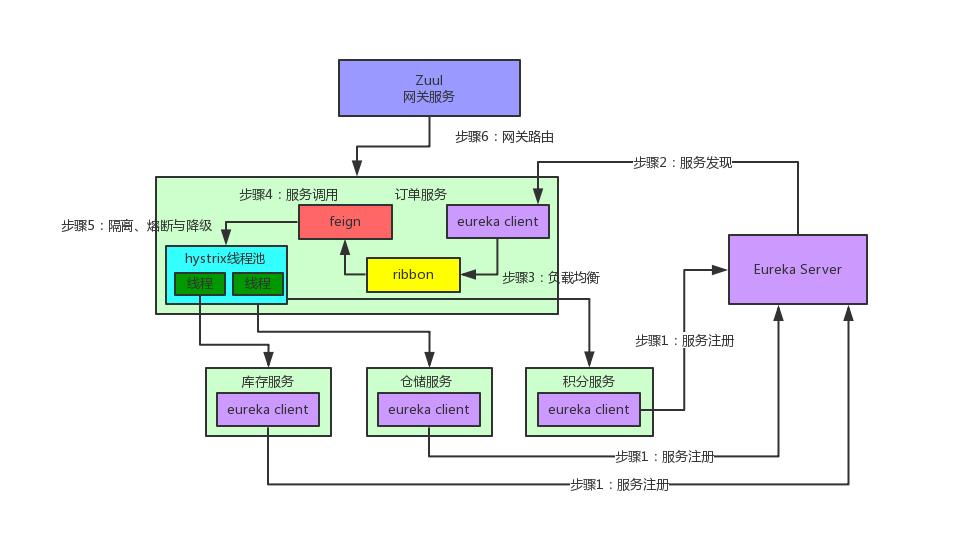 Zuul
网关服务
步骤6：网关路由
步骤2：服务发现
步骤4：服务调用
订单服务
步骤5：隔离、熔断与降级
feign
eureka client
hystrix线程池
线程
线程
ribbon
步骤3：负载均衡
Eureka Server
步骤1：服务注册
库存服务
eureka client
仓储服务
eureka client
积分服务
eureka client
步骤1：服务注册
步骤1：服务注册